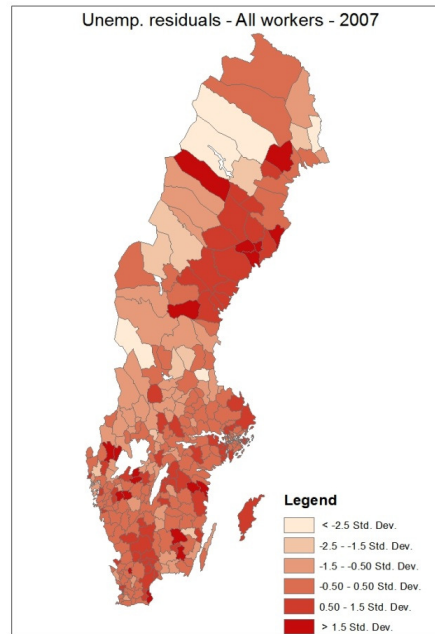 Unemp. residuals - All workers - 2007
Legend
< -2.5 Std. Dev.
-2.5 - -1.5 Std. Dev.
-1.5 - -0.50 Std. Dev.
-0.50 - 0.50 Std. Dev.
0.50 - 1.5 Std. Dev.
> 1.5 Std. Dev.